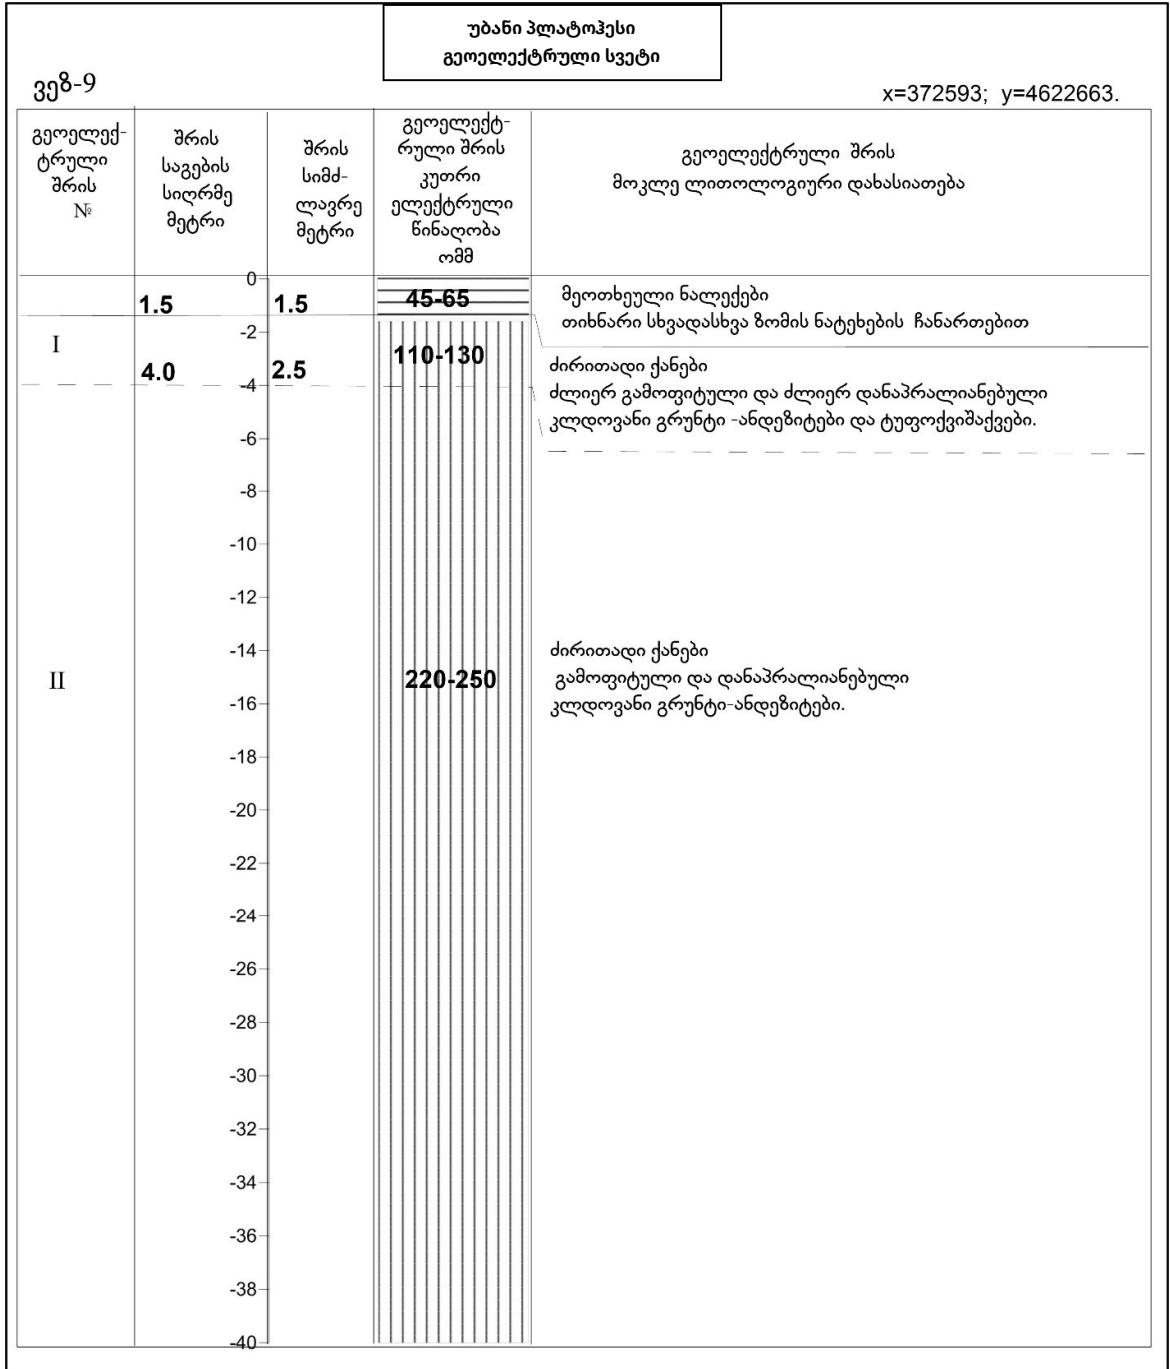 უბანი პლატოჰესი
გეოელექტრული სვეტი
ვეზ-9
x=372593; y=4622663.
გეოელექ-
ტრული
შრის
№
შრის
საგების
სიღრმე
მეტრი
შრის
სიმძ-
ლავრე
მეტრი
გეოელექტ-
რული შრის
კუთრი
ელექტრული
წინაღობა
ომმ
გეოელექტრული შრის
მოკლე ლითოლოგიური დახასიათება
0
1.5
1.5
45-65
მეოთხეული ნალექები
თიხნარი სხვადასხვა ზომის ნატეხების ჩანართებით
-2
I
4.0
2.5
110-130
ძირითადი ქანები
ძლიერ გამოფიტული და ძლიერ დანაპრალიანებული
კლდოვანი გრუნტი -ანდეზიტები და ტუფოქვიშაქვები.
-4
-6
-8
-10
-12
-14
II
220-250
ძირითადი ქანები
გამოფიტული და დანაპრალიანებული
კლდოვანი გრუნტი-ანდეზიტები.
-16
-18
-20
-22
-24
-26
-28
-30
-32
-34
-36
-38
-40